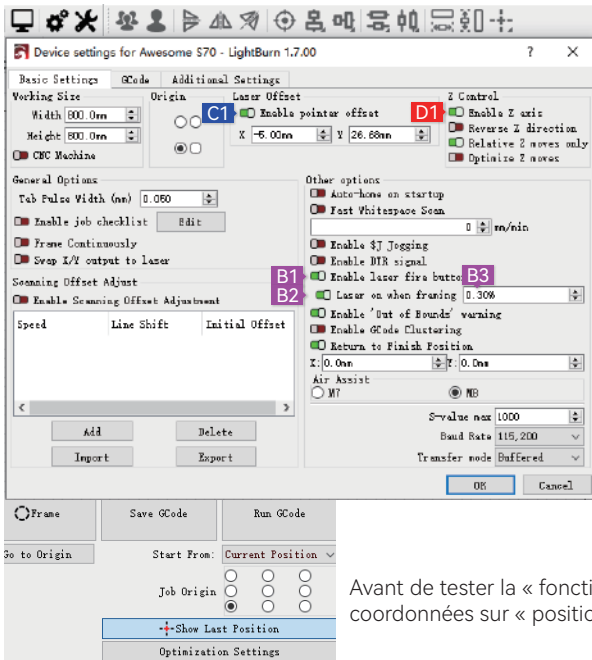 Device settings for Awesome S70 - LightBurn 1.7.00 ? ×
Basic Settings GCode Additional Settings
Working Size Origin Laser Offset Z Control
Width 800.0mm C1 Enable pointer offset D1 Enable Z axis
Height 800.0mm X -5.00mm Y 26.68mm Reverse Z direction
CNC Machine Relative Z moves only
Optimize Z moves
General Options Other options
Tab Pulse Width (mm) 0.050 Auto-home on startup
Enable job checklist Edit Fast Whitespace Scan
0 mm/min
Frame Continuously Enable $J Jogging
Swap X/Y output to laser Enable DTR signal
Scanning Offset Adjust B1 Enable laser fire button B3
Enable Scanning Offset Adjustment B2 Laser on when framing 0.30%
Speed Line Shift Initial Offset Enable 'Out of Bounds' warning
Enable GCode Clustering
Return to Finish Position
X: 0.0mm Y: 0.0mm
Air Assist
M7 M8
S-value max 1000
Add Delete Baud Rate 115,200
Import Export Transfer mode Buffered
OK Cancel
Frame Save GCode Run GCode
Go to Origin Start From: Current Position
Job Origin
Avant de tester la « foncti
coordonnées sur « positio
Show Last Position
Optimization Settings